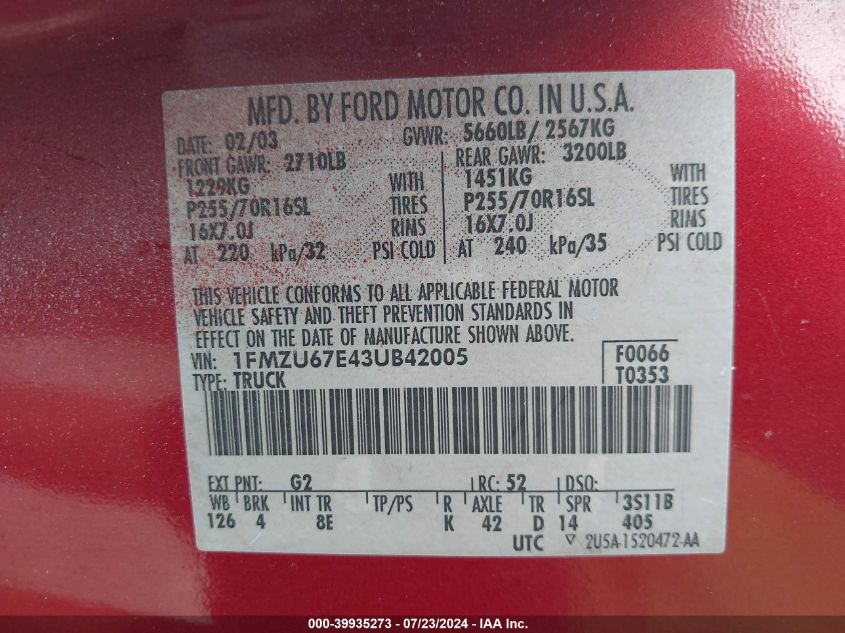 MFD. BY FORD MOTOR CO. IN U.S.A.
DATE: 02/03 GVWR: 5660LB/ 2567KG
FRONT GAWR: 2710LB REAR GAWR: 3200LB
1229KG WITH 1451KG WITH
P255/70R16SL TIRES P255/70R16SL TIRES
16X7.0J RIMS 16X7.0J RIMS
AT 220 kPa/32 PSI COLD AT 240 kPa/35 PSI COLD
THIS VEHICLE CONFORMS TO ALL APPLICABLE FEDERAL MOTOR
VEHICLE SAFETY AND THEFT PREVENTION STANDARDS IN
EFFECT ON THE DATE OF MANUFACTURE SHOWN ABOVE.
VIN: 1FMZU67E43UB42005 F0066
TYPE: TRUCK T0353
EXT PNT: G2 RC: 52 DSO:
WB BRK INT TR TP/PS R AXLE TR SPR 3S11B
126 4 8E K 42 D 14 405
UTC 2U5A-1520472-AA
000-39935273 - 07/23/2024 - IAA Inc.